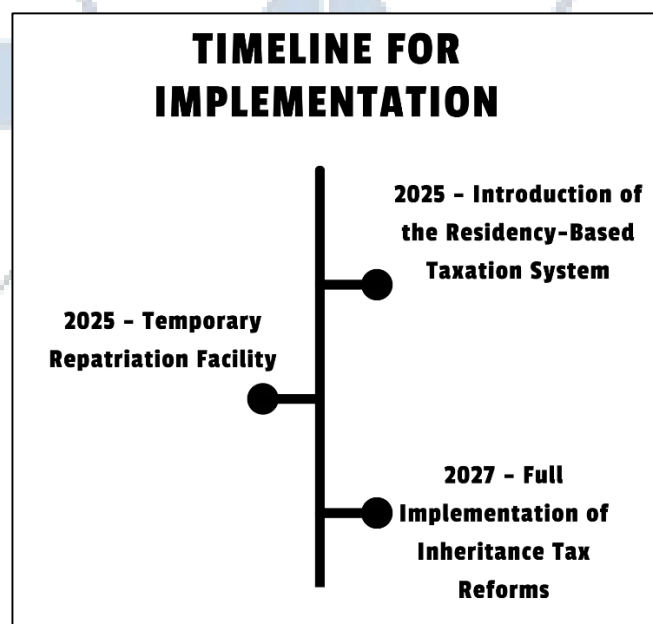 TIMELINE FOR
IMPLEMENTATION
2025 - Introduction of
the Residency-Based
Taxation System
2025 - Temporary
Repatriation Facility
2027 - Full
Implementation of
Inheritance Tax
Reforms